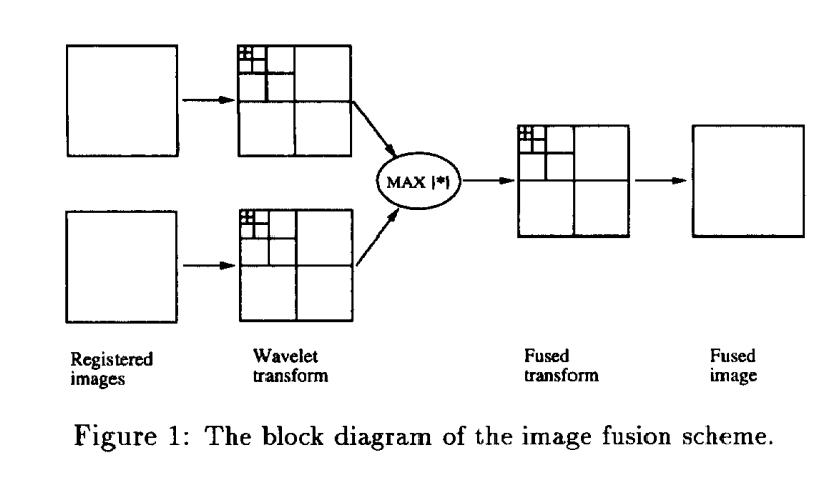 MAX |*|
Registered
images
Wavelet
transform
Fused
transform
Fused
image
Figure 1: The block diagram of the image fusion scheme.